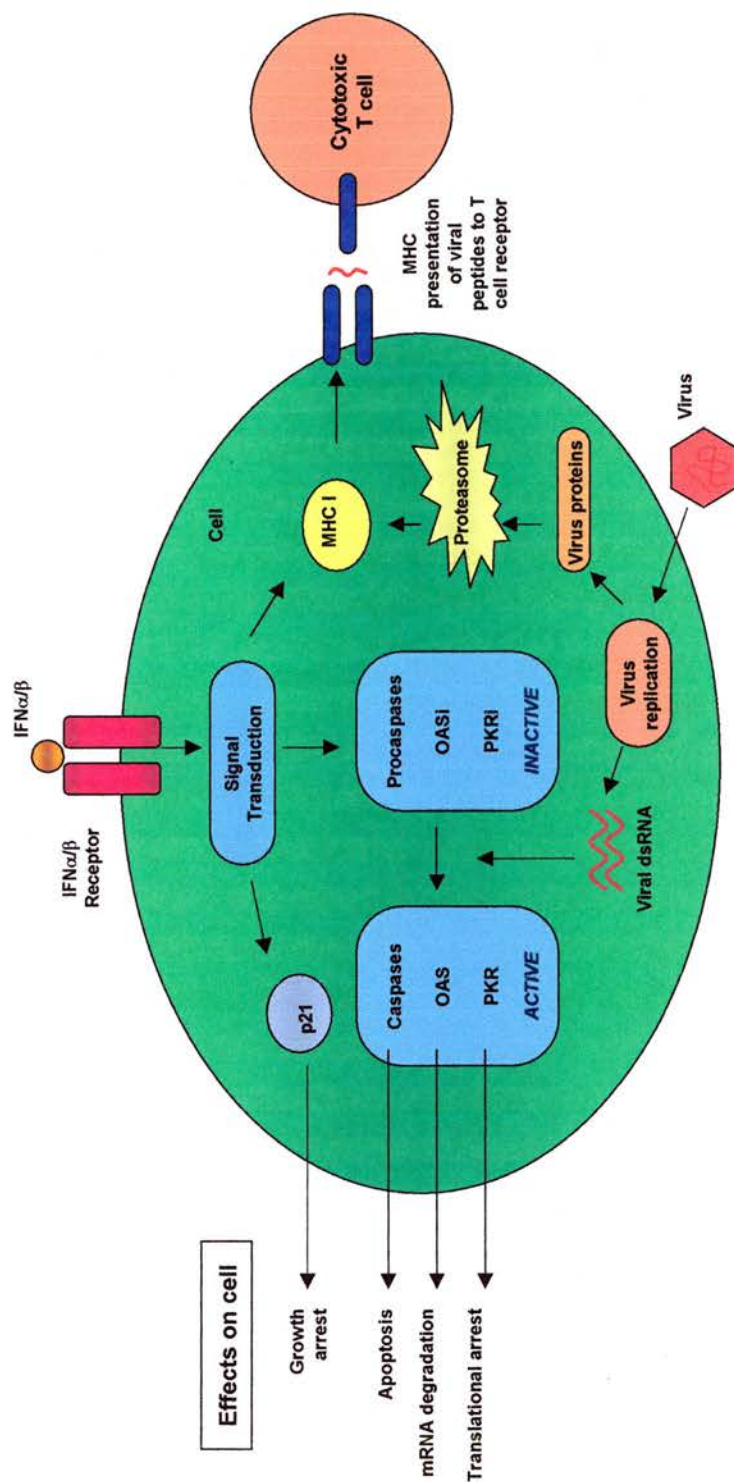 Effects on cell
Growth
arrest
Apoptosis
mRNA degradation
Translational arrest
IFNα/β
IFNα/β
Receptor
Signal
Transduction
p21
Caspases
OAS
PKR
ACTIVE
Procaspases
OASi
PKRi
INACTIVE
Viral dsRNA
Virus
replication
Virus
Virus proteins
Proteasome
MHC I
Cell
MHC
presentation
of viral
peptides to T
cell receptor
Cytotoxic
T cell